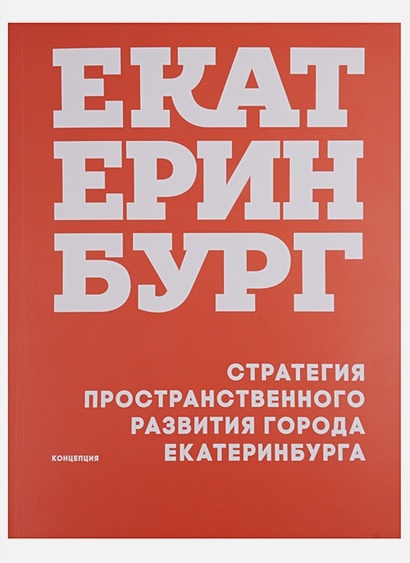 ЕКАТ
ЕРИН
БУРГ
СТРАТЕГИЯ
ПРОСТРАНСТВЕННОГО
РАЗВИТИЯ ГОРОДА
ЕКАТЕРИНБУРГА
КОНЦЕПЦИЯ